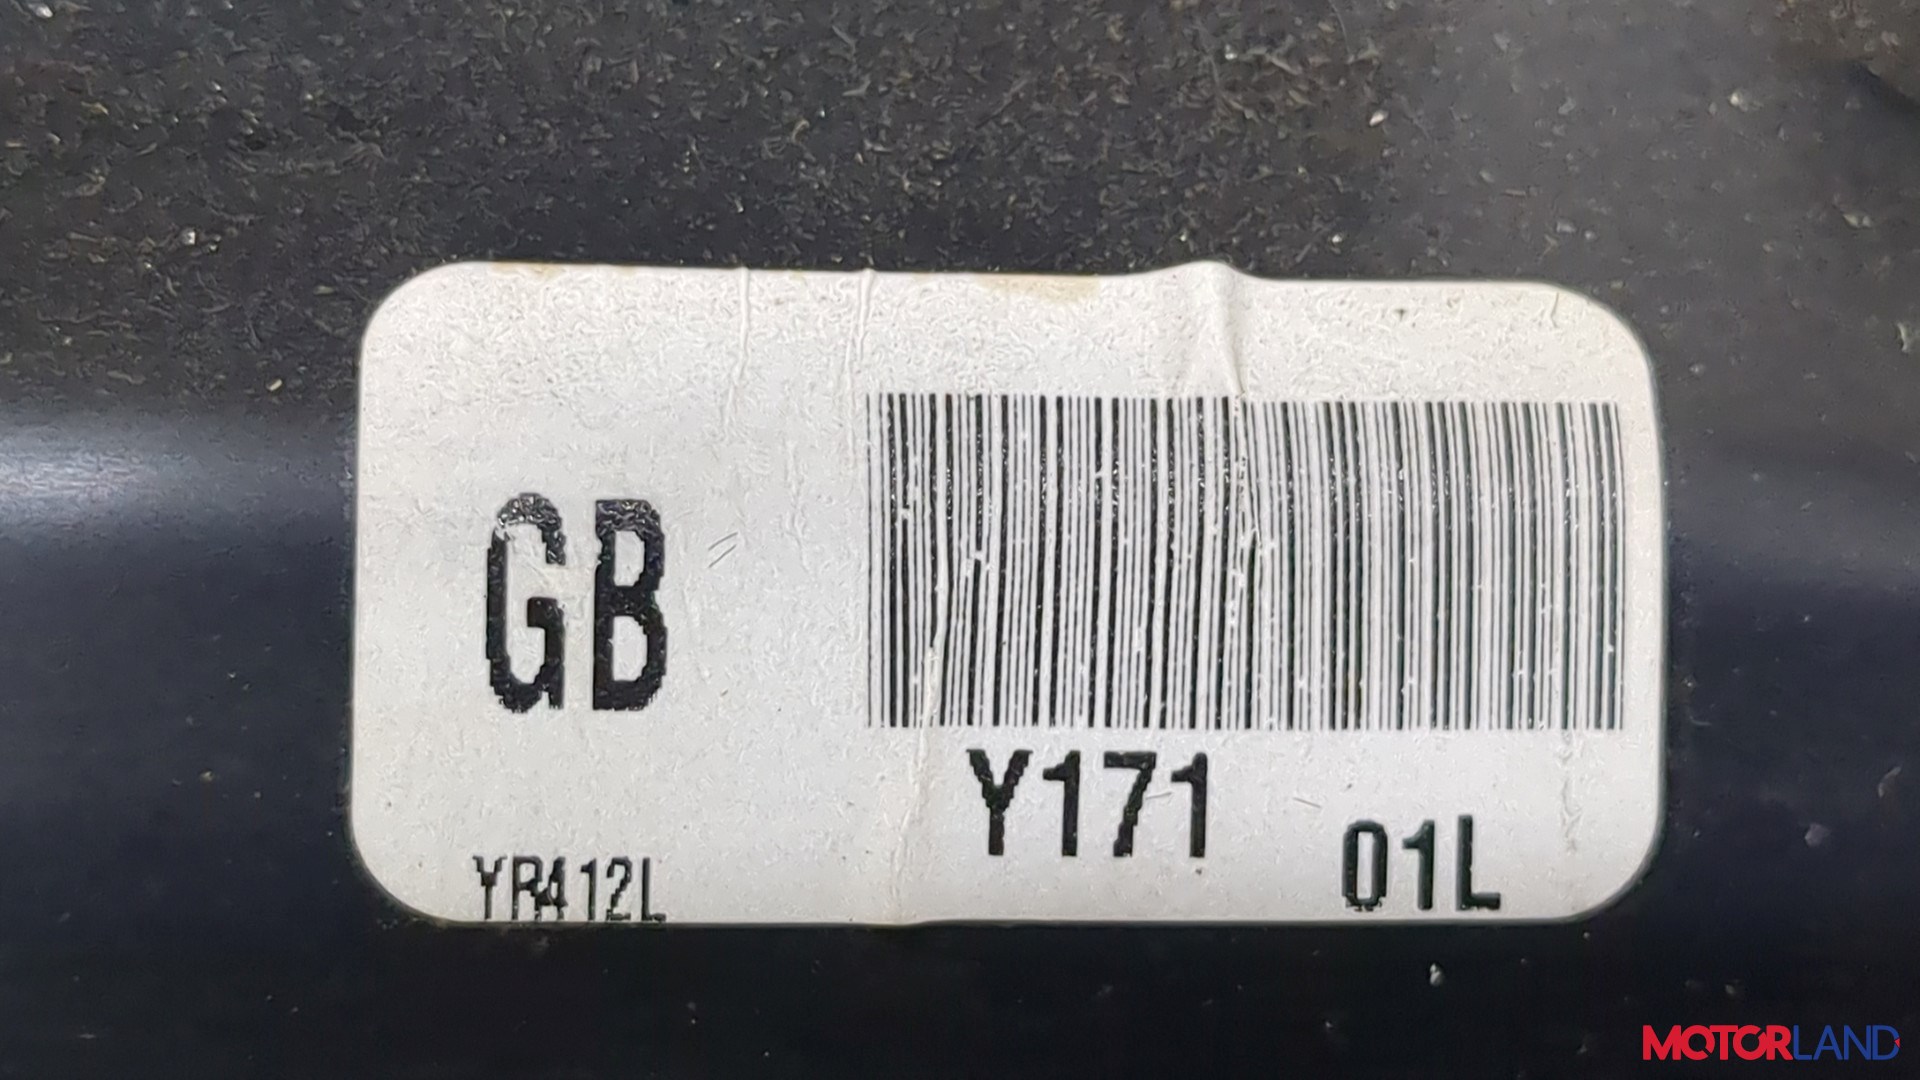 GB
Y171
01L
YR412L
MOTORLAND